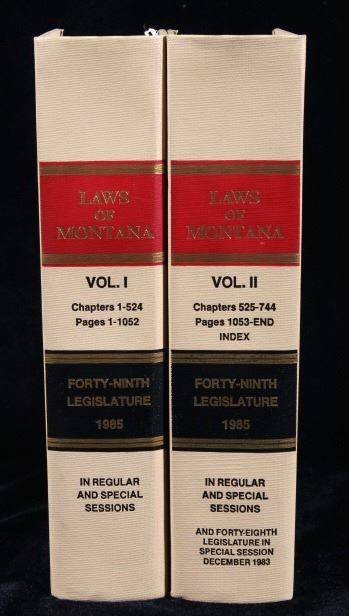 LAWS
OF
MONTANA
VOL. I
Chapters 1-524
Pages 1-1052
FORTY-NINTH
LEGISLATURE
1985
IN REGULAR
AND SPECIAL
SESSIONS
LAWS
OF
MONTANA
VOL. II
Chapters 525-744
Pages 1053-END
INDEX
FORTY-NINTH
LEGISLATURE
1985
IN REGULAR
AND SPECIAL
SESSIONS
AND FORTY-EIGHTH
LEGISLATURE IN
SPECIAL SESSION
DECEMBER 1983